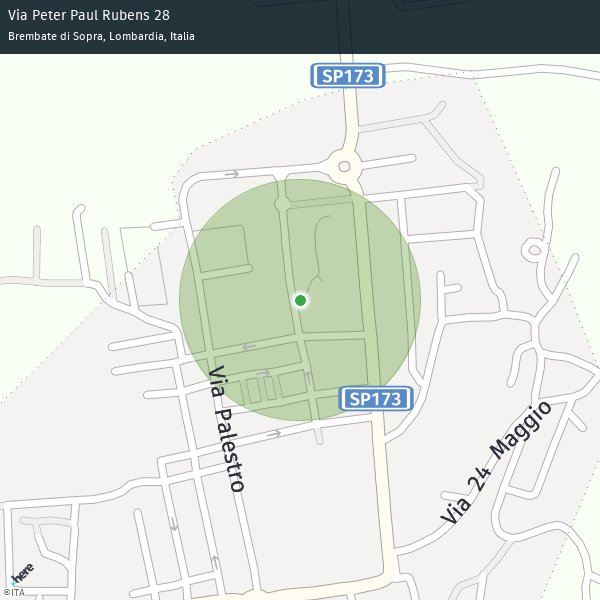 Via Peter Paul Rubens 28
Brembate di Sopra, Lombardia, Italia
SP173
SP173
Via Palestro
Via 24 Maggio
here
©ITA